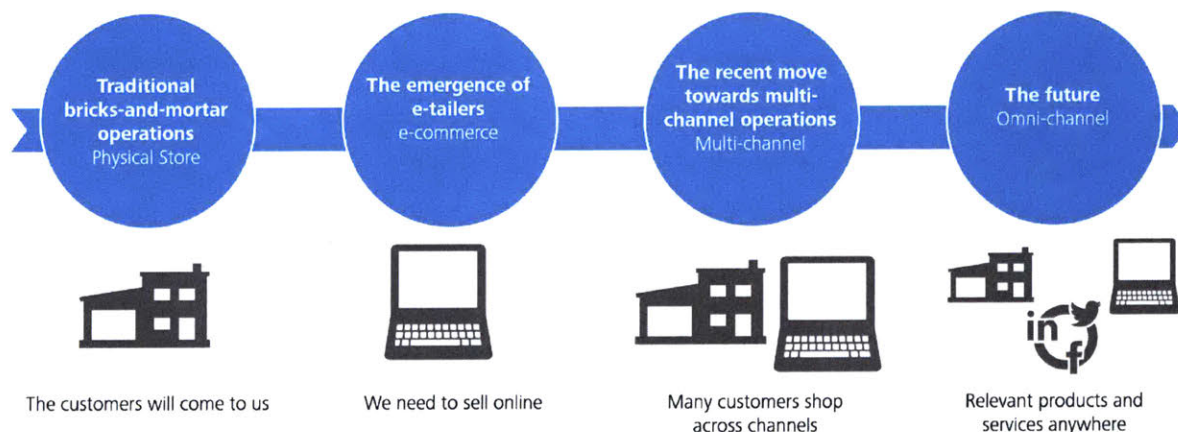 Traditional
bricks-and-mortar
operations
Physical Store
The emergence of
e-tailers
e-commerce
The recent move
towards multi-
channel operations
Multi-channel
The future
Omni-channel
in
f
The customers will come to us
We need to sell online
Many customers shop
across channels
Relevant products and
services anywhere